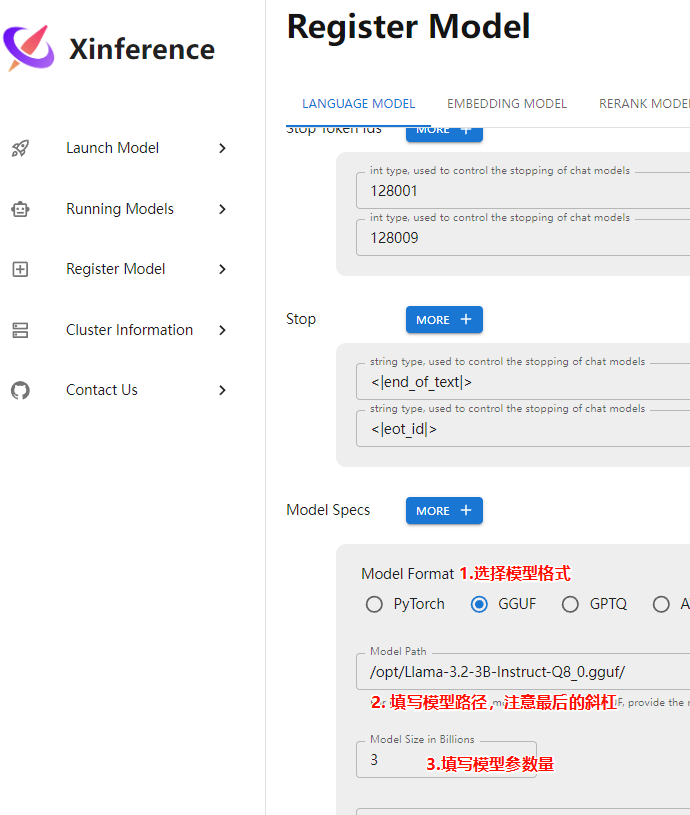 Xinference
Launch Model
Running Models
Register Model
Cluster Information
Contact Us
Register Model
LANGUAGE MODEL EMBEDDING MODEL RERANK MODEL
Stop Token Ids MORE +
int type, used to control the stopping of chat models
128001
int type, used to control the stopping of chat models
128009
Stop MORE +
string type, used to control the stopping of chat models
<|end_of_text|>
string type, used to control the stopping of chat models
<|eot_id|>
Model Specs MORE +
Model Format 1.选择模型格式
PyTorch GGUF GPTQ A
Model Path
/opt/Llama-3.2-3B-Instruct-Q8_0.gguf/
2. 填写模型路径，注意最后的斜杠 F, provide the
Model Size in Billions
3 3.填写模型参数量